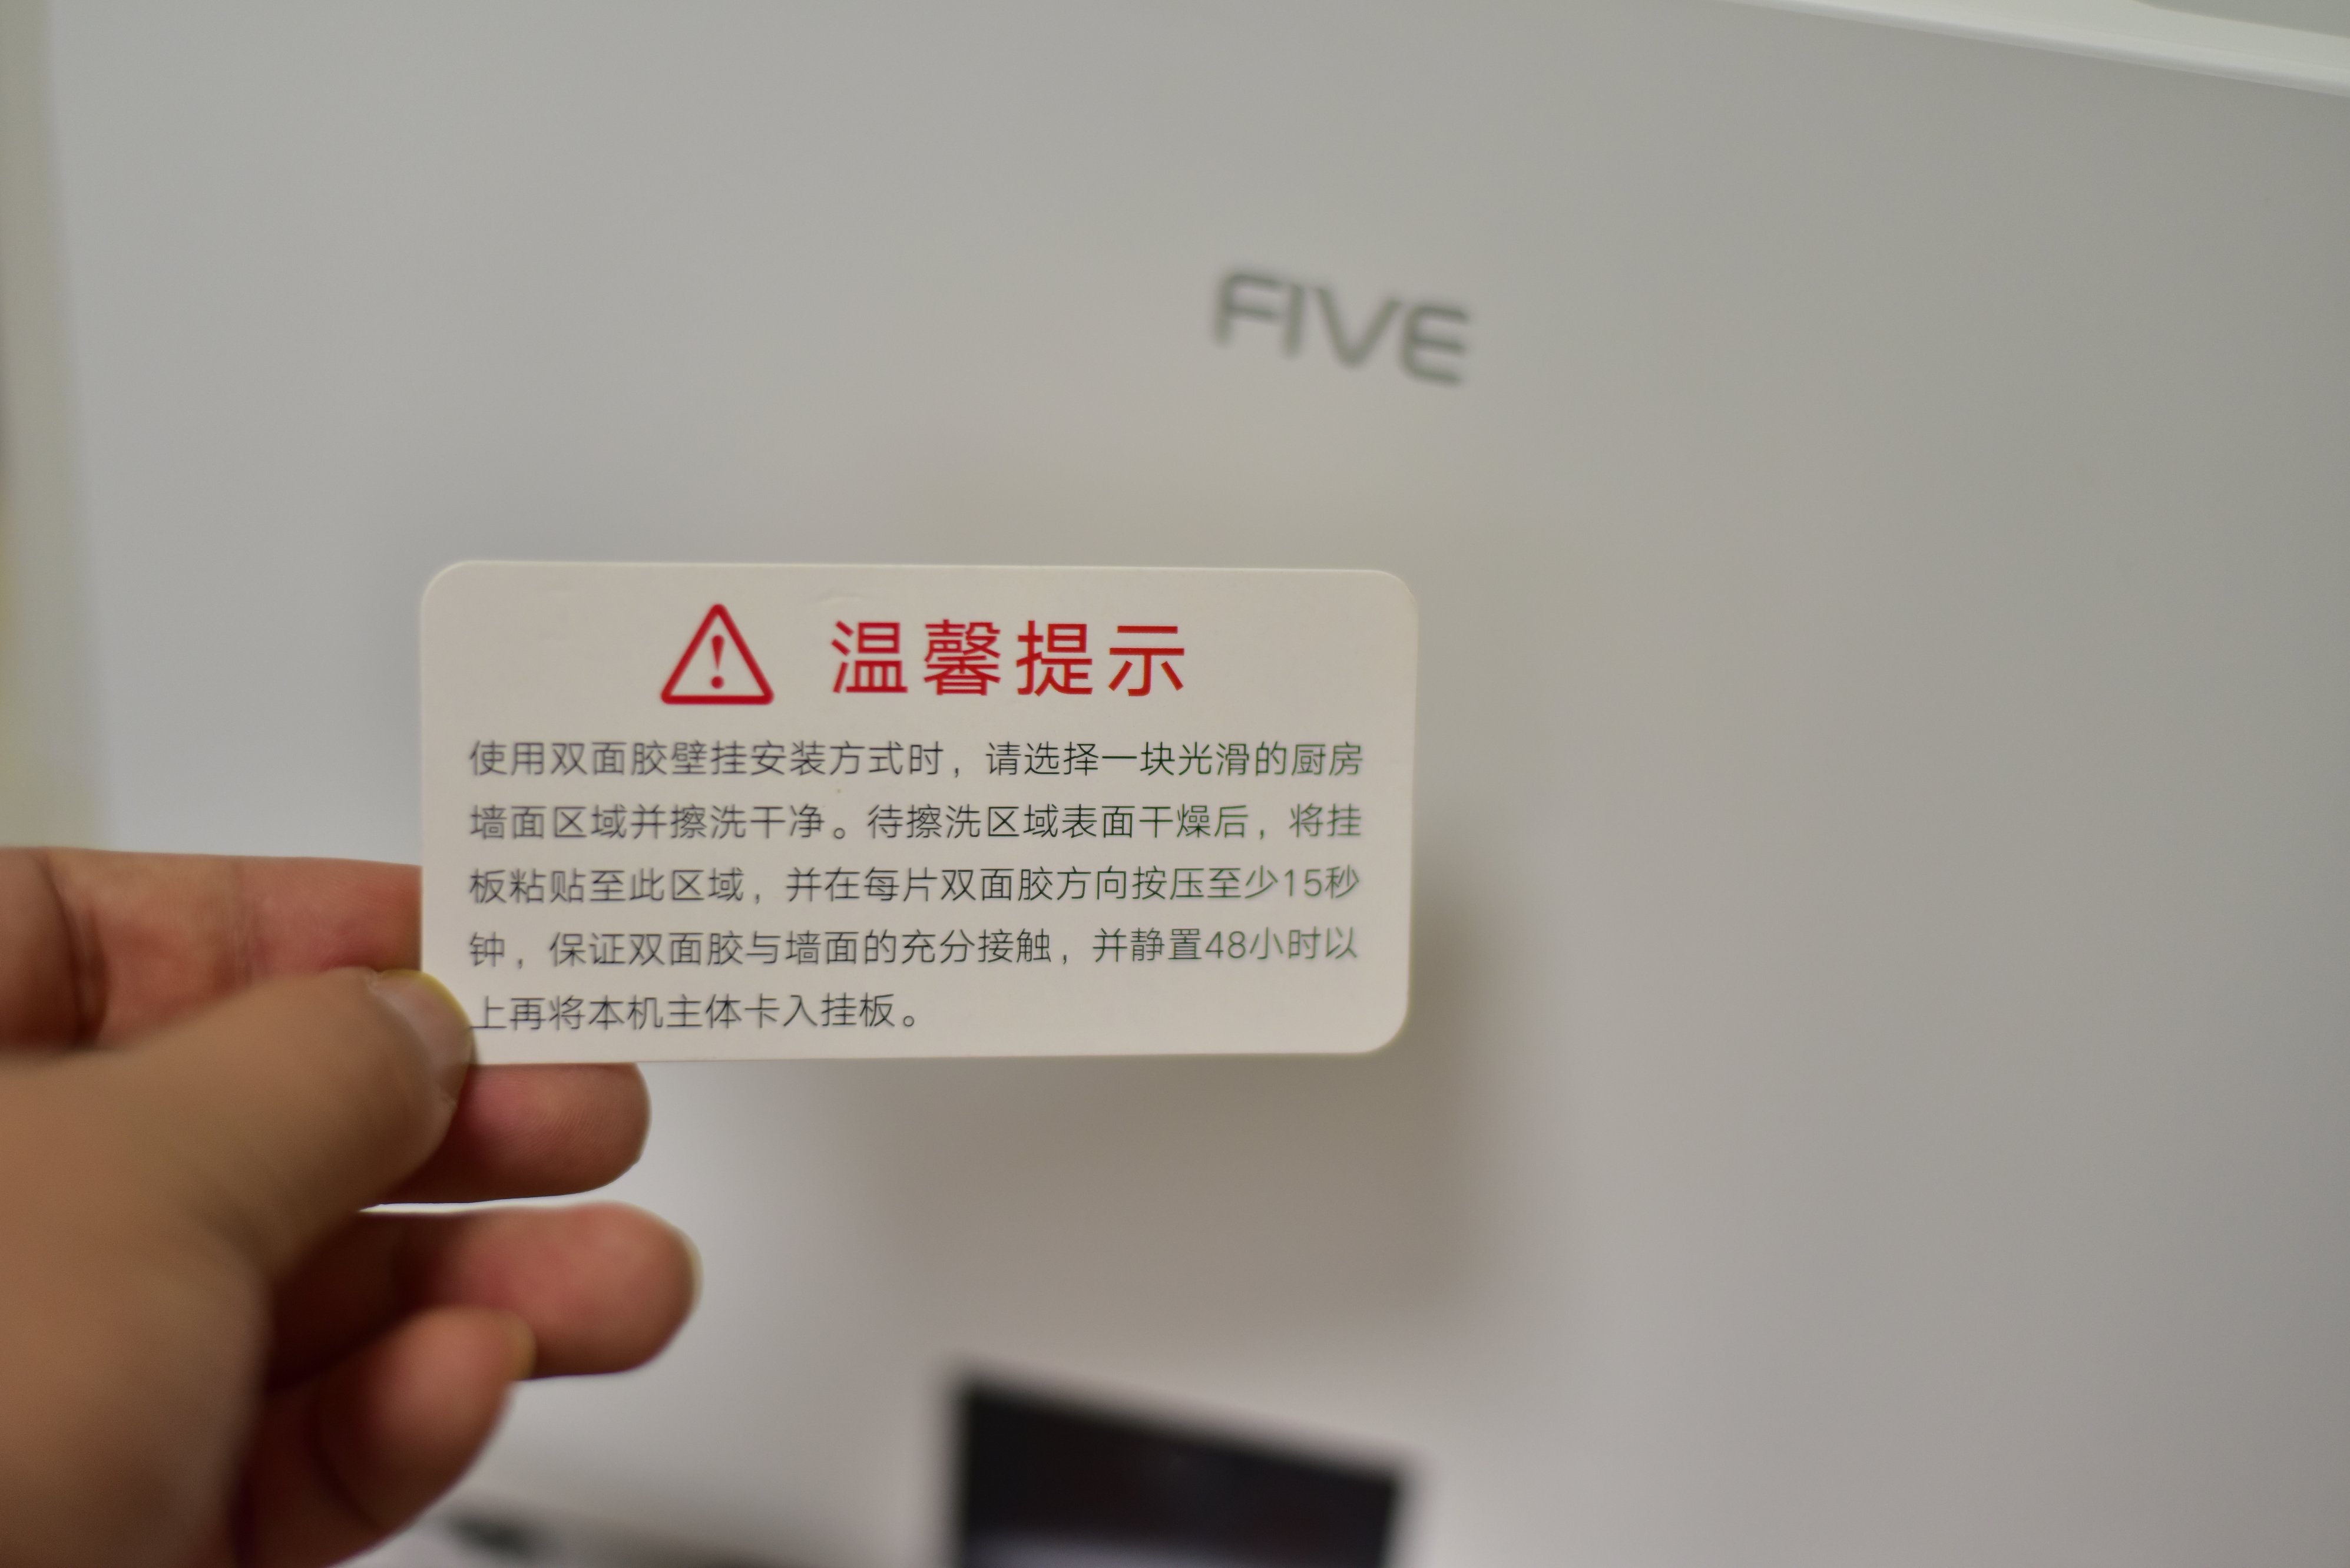 FIVE
温馨提示
使用双面胶壁挂安装方式时，请选择一块光滑的厨房
墙面区域并擦洗干净。待擦洗区域表面干燥后，将挂
板粘贴至此区域，并在每片双面胶方向按压至少15秒
钟，保证双面胶与墙面的充分接触，并静置48小时以
上再将本机主体卡入挂板。